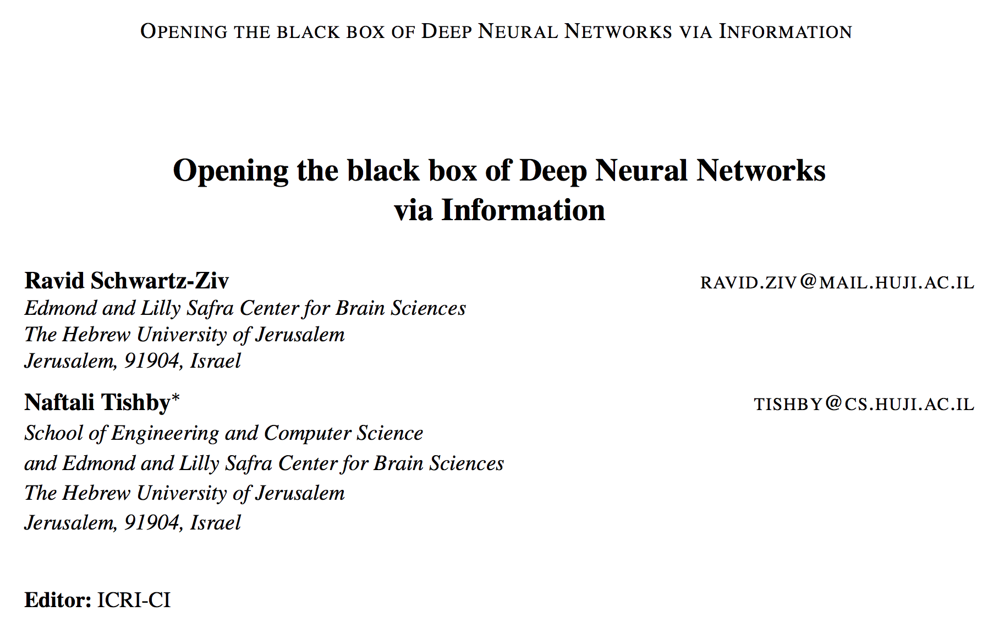 OPENING THE BLACK BOX OF DEEP NEURAL NETWORKS VIA INFORMATION
Opening the black box of Deep Neural Networks
via Information
Ravid Schwartz-Ziv RAVID.ZIV@MAIL.HUJI.AC.IL
Edmond and Lilly Safra Center for Brain Sciences
The Hebrew University of Jerusalem
Jerusalem, 91904, Israel
Naftali Tishby* TISHBY@CS.HUJI.AC.IL
School of Engineering and Computer Science
and Edmond and Lilly Safra Center for Brain Sciences
The Hebrew University of Jerusalem
Jerusalem, 91904, Israel
Editor: ICRI-CI